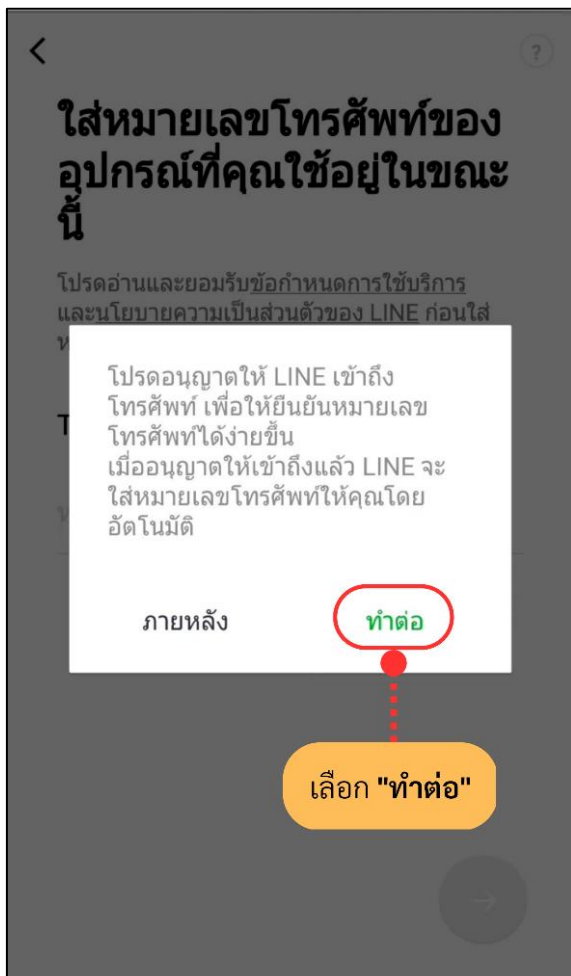 ?
ใส่หมายเลขโทรศัพท์ของ
อุปกรณ์ที่คุณใช้อยู่ในขณะ
นี้
โปรดอ่านและยอมรับข้อกำหนดการใช้บริการ
และนโยบายความเป็นส่วนตัวของ LINE ก่อนใส่
โปรดอนุญาตให้ LINE เข้าถึง
โทรศัพท์ เพื่อให้ยืนยันหมายเลข
โทรศัพท์ได้ง่ายขึ้น
เมื่ออนุญาตให้เข้าถึงแล้ว LINE จะ
ใส่หมายเลขโทรศัพท์ให้คุณโดย
อัตโนมัติ
ภายหลัง ทำต่อ
เลือก "ทำต่อ"